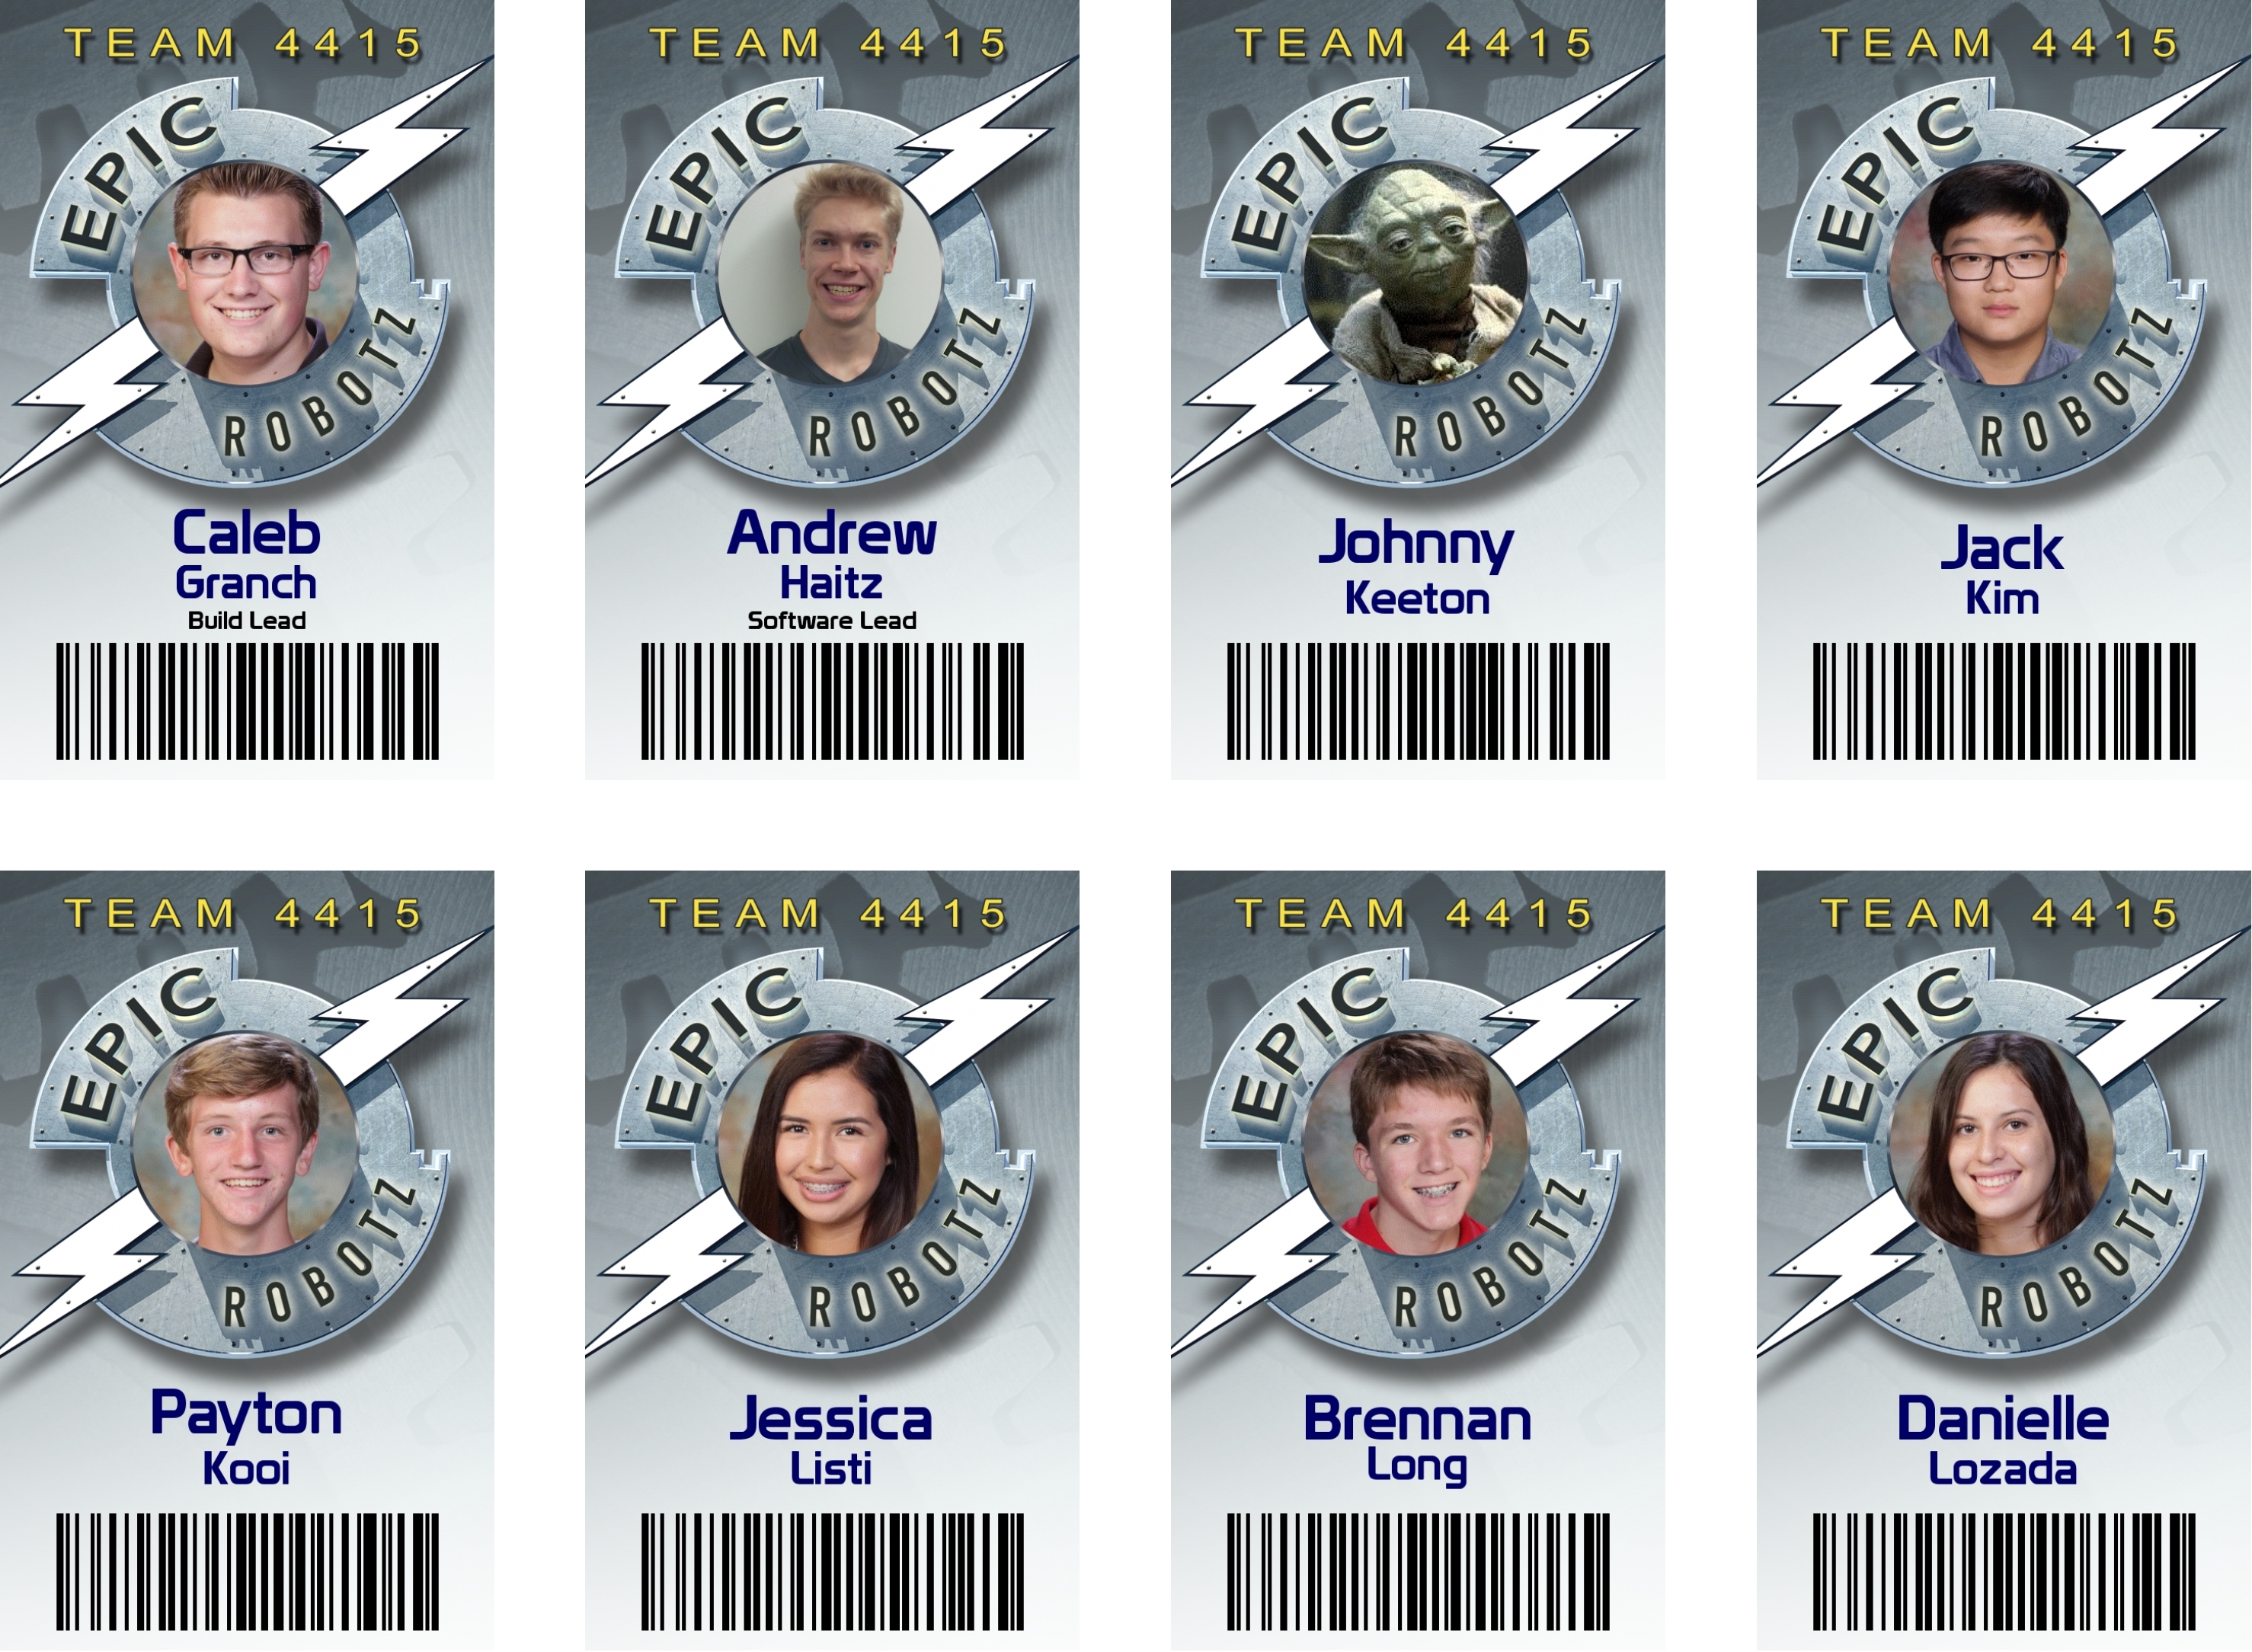 TEAM 4415
EPIC
ROBOTZ
Caleb
Granch
Build Lead
TEAM 4415
EPIC
ROBOTZ
Andrew
Haitz
Software Lead
TEAM 4415
EPIC
ROBOTZ
Johnny
Keeton
TEAM 4415
EPIC
ROBOTZ
Jack
Kim
TEAM 4415
EPIC
ROBOTZ
Payton
Kooi
TEAM 4415
EPIC
ROBOTZ
Jessica
Listi
TEAM 4415
EPIC
ROBOTZ
Brennan
Long
TEAM 4415
EPIC
ROBOTZ
Danielle
Lozada